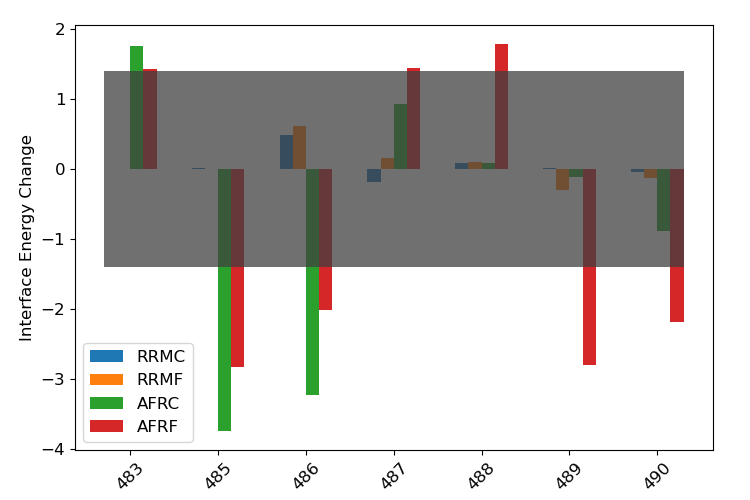 Interface Energy Change
2
1
0
−1
−2
−3
−4
RRMC
RRMF
AFRC
AFRF
483 485 486 487 488 489 490